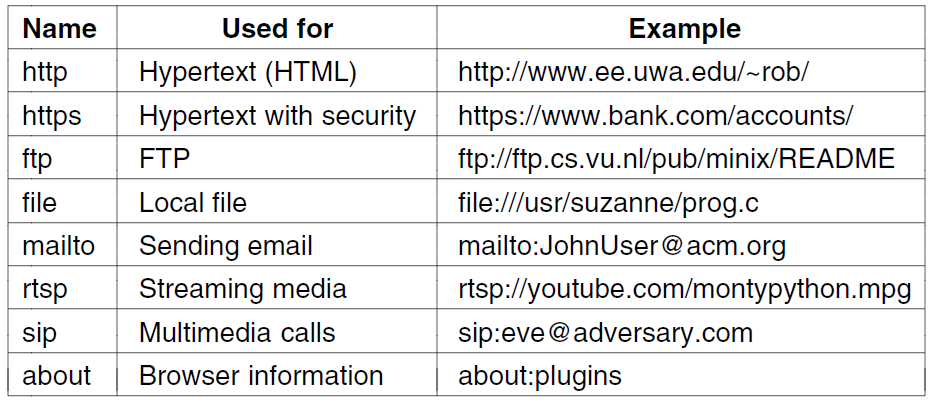 Name Used for Example
http Hypertext (HTML) http://www.ee.uwa.edu/~rob/
https Hypertext with security https://www.bank.com/accounts/
ftp FTP ftp://ftp.cs.vu.nl/pub/minix/README
file Local file file:///usr/suzanne/prog.c
mailto Sending email mailto:JohnUser@acm.org
rtsp Streaming media rtsp://youtube.com/montypython.mpg
sip Multimedia calls sip:eve@adversary.com
about Browser information about:plugins